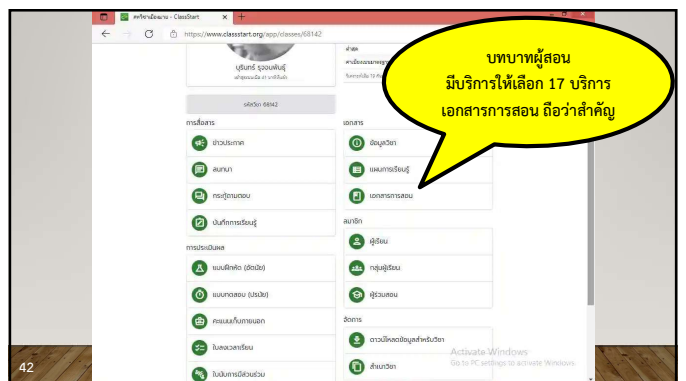 สหวิชาเมืองแกน - ClassStart
https://www.classstart.org/app/classes/68142
บุรินทร์ รุจจนพันธุ์
รหัสวิชา 68142
การสื่อสาร
ข่าวประกาศ
สนทนา
กระทู้ถามตอบ
บันทึกการเรียนรู้
การประเมินผล
แบบฝึกหัด (อัตนัย)
แบบทดสอบ (ปรนัย)
คะแนนเก็บภายนอก
ใบลงเวลาเรียน
ใบนับการมีส่วนร่วม
ล่าสุด
เอกสาร
ข้อมูลวิชา
แผนการเรียนรู้
เอกสารการสอน
สมาชิก
ผู้เรียน
กลุ่มผู้เรียน
ผู้ร่วมสอน
จัดการ
ดาวน์โหลดข้อมูลสำหรับวิชา
สำเนาวิชา
บทบาทผู้สอน
มีบริการให้เลือก 17 บริการ
เอกสารการสอน ถือว่าสำคัญ
Activate Windows
Go to PC settings to activate Windows.
42